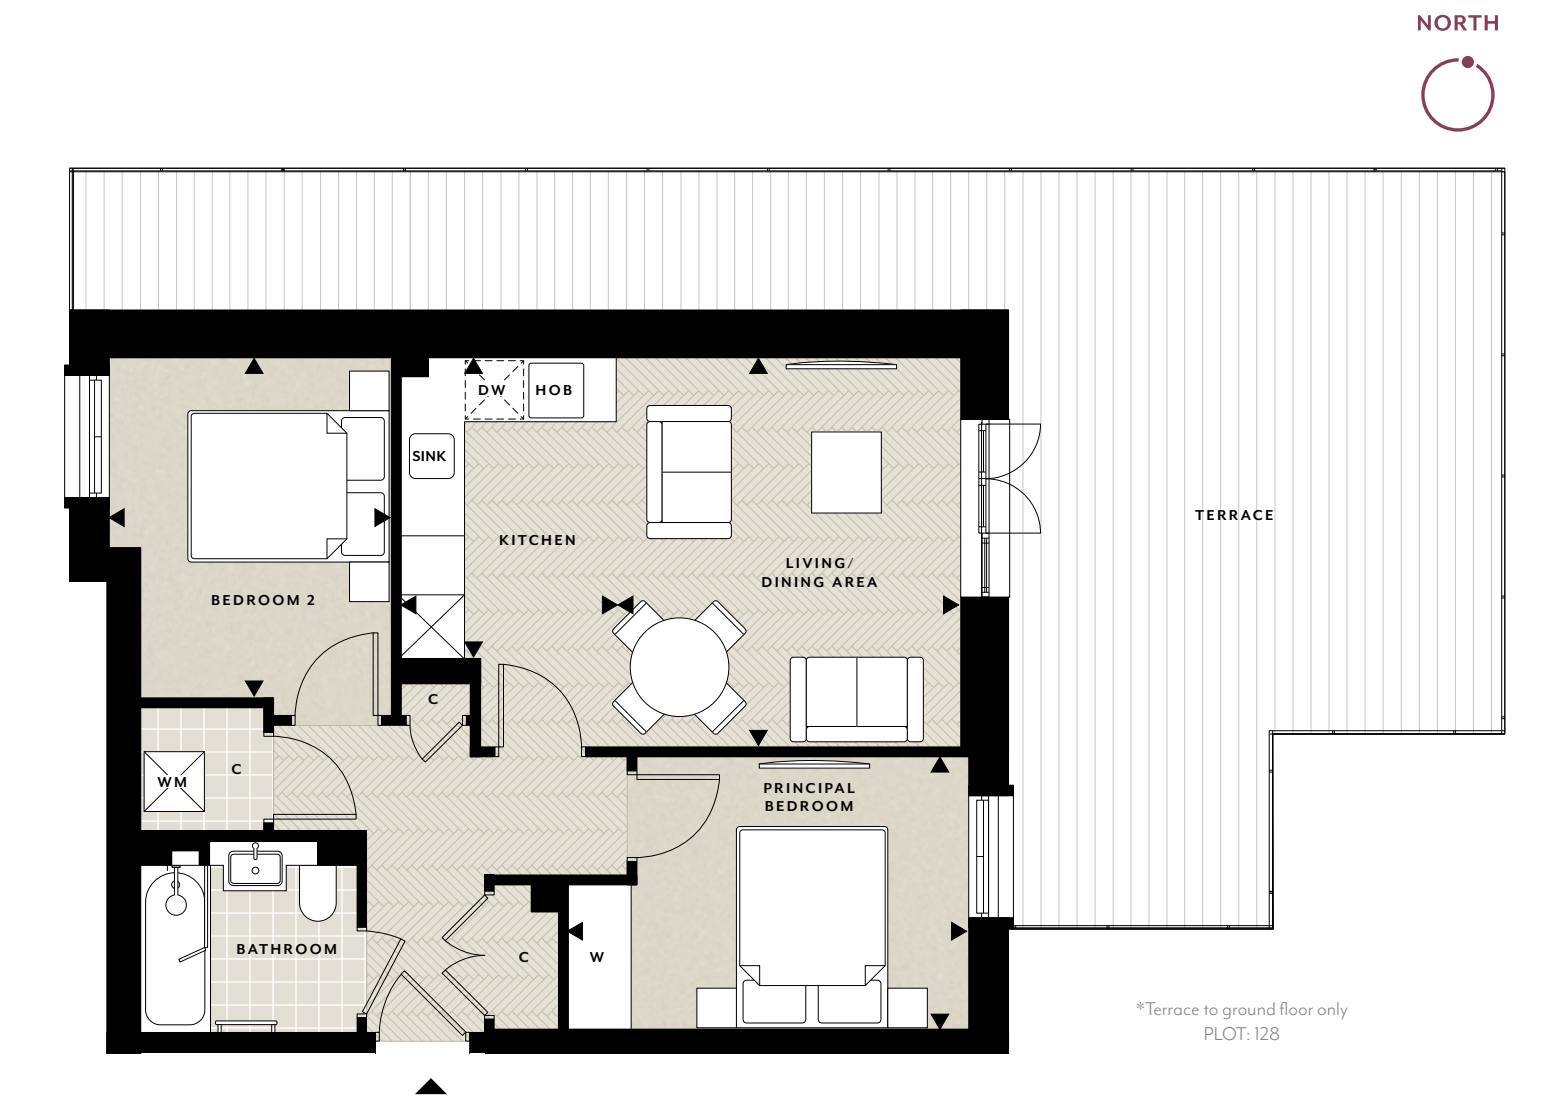 NORTH
DW
HOB
SINK
TERRACE
KITCHEN
LIVING/
DINING AREA
BEDROOM 2
C
C
WM
PRINCIPAL
BEDROOM
BATHROOM
C
W
*Terrace to ground floor only
PLOT: 128